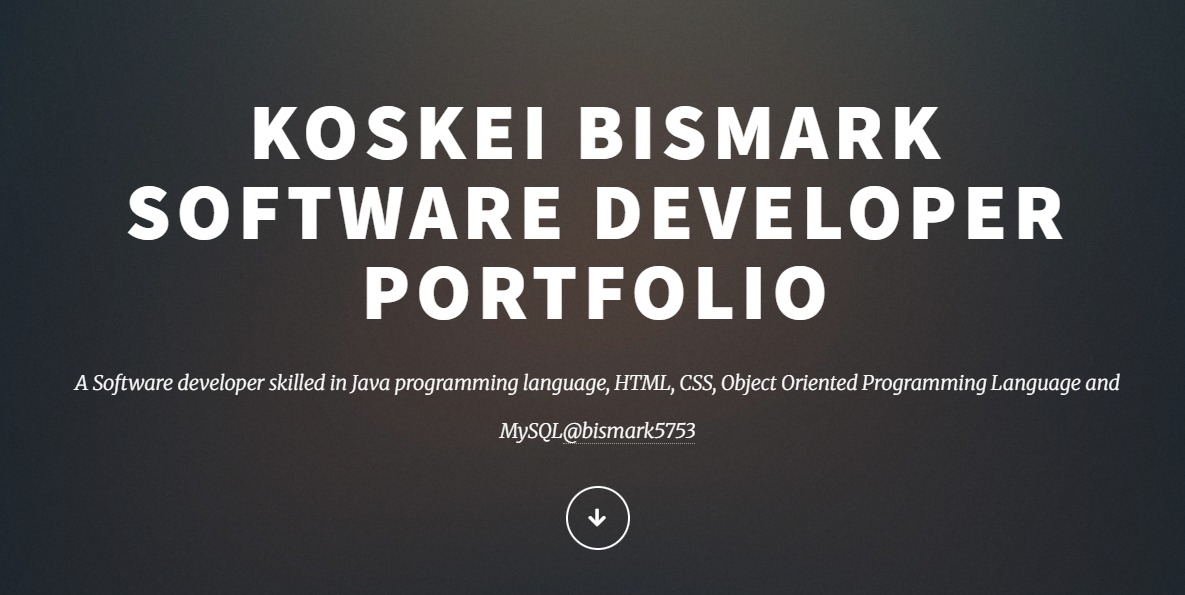 KOSKEI BISMARK
SOFTWARE DEVELOPER
PORTFOLIO
A Software developer skilled in Java programming language, HTML, CSS, Object Oriented Programming Language and
MySQL@bismark5753